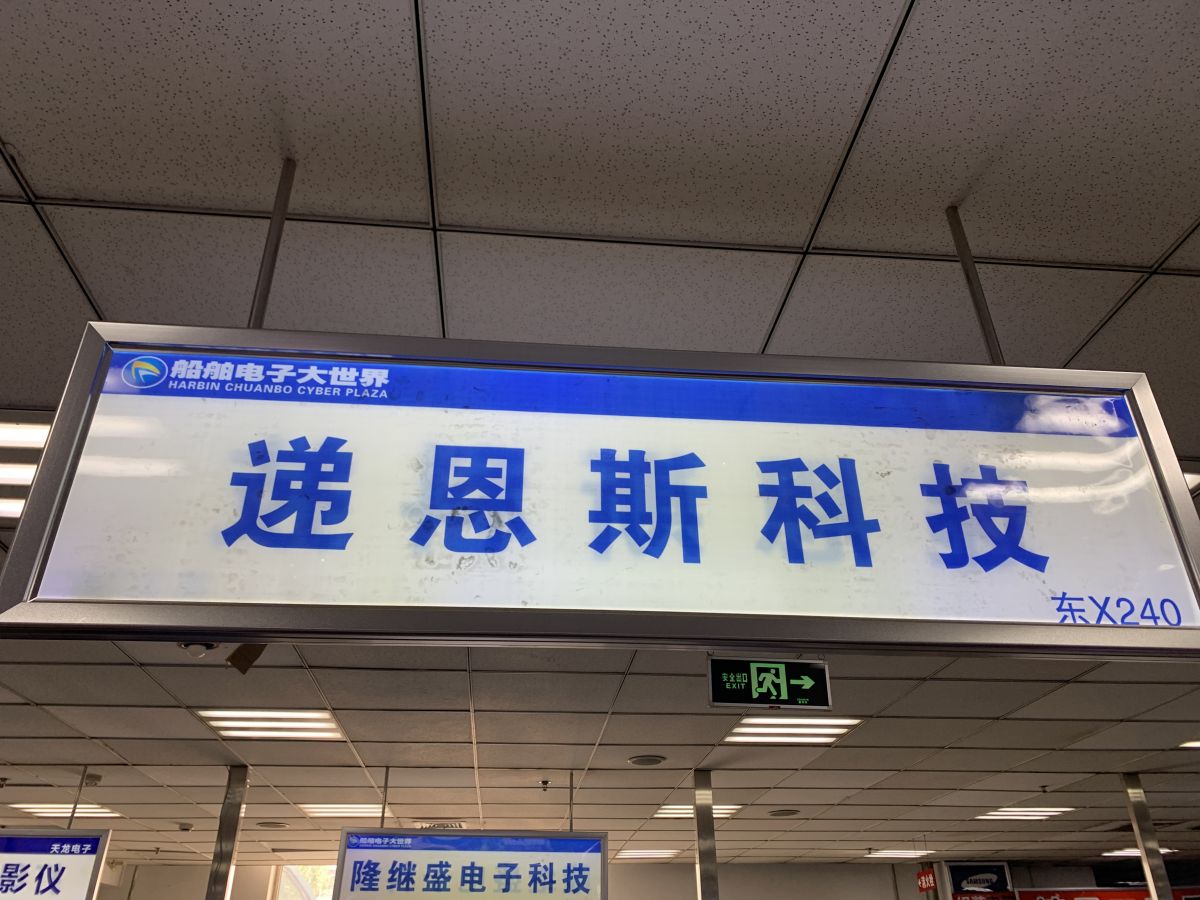 船舶电子大世界
HARBIN CHUANBO CYBER PLAZA
递恩斯科技
东X240
安全出口
EXIT
天龙电子
影仪
船舶电子大世界
隆继盛电子科技
SAMSUNG